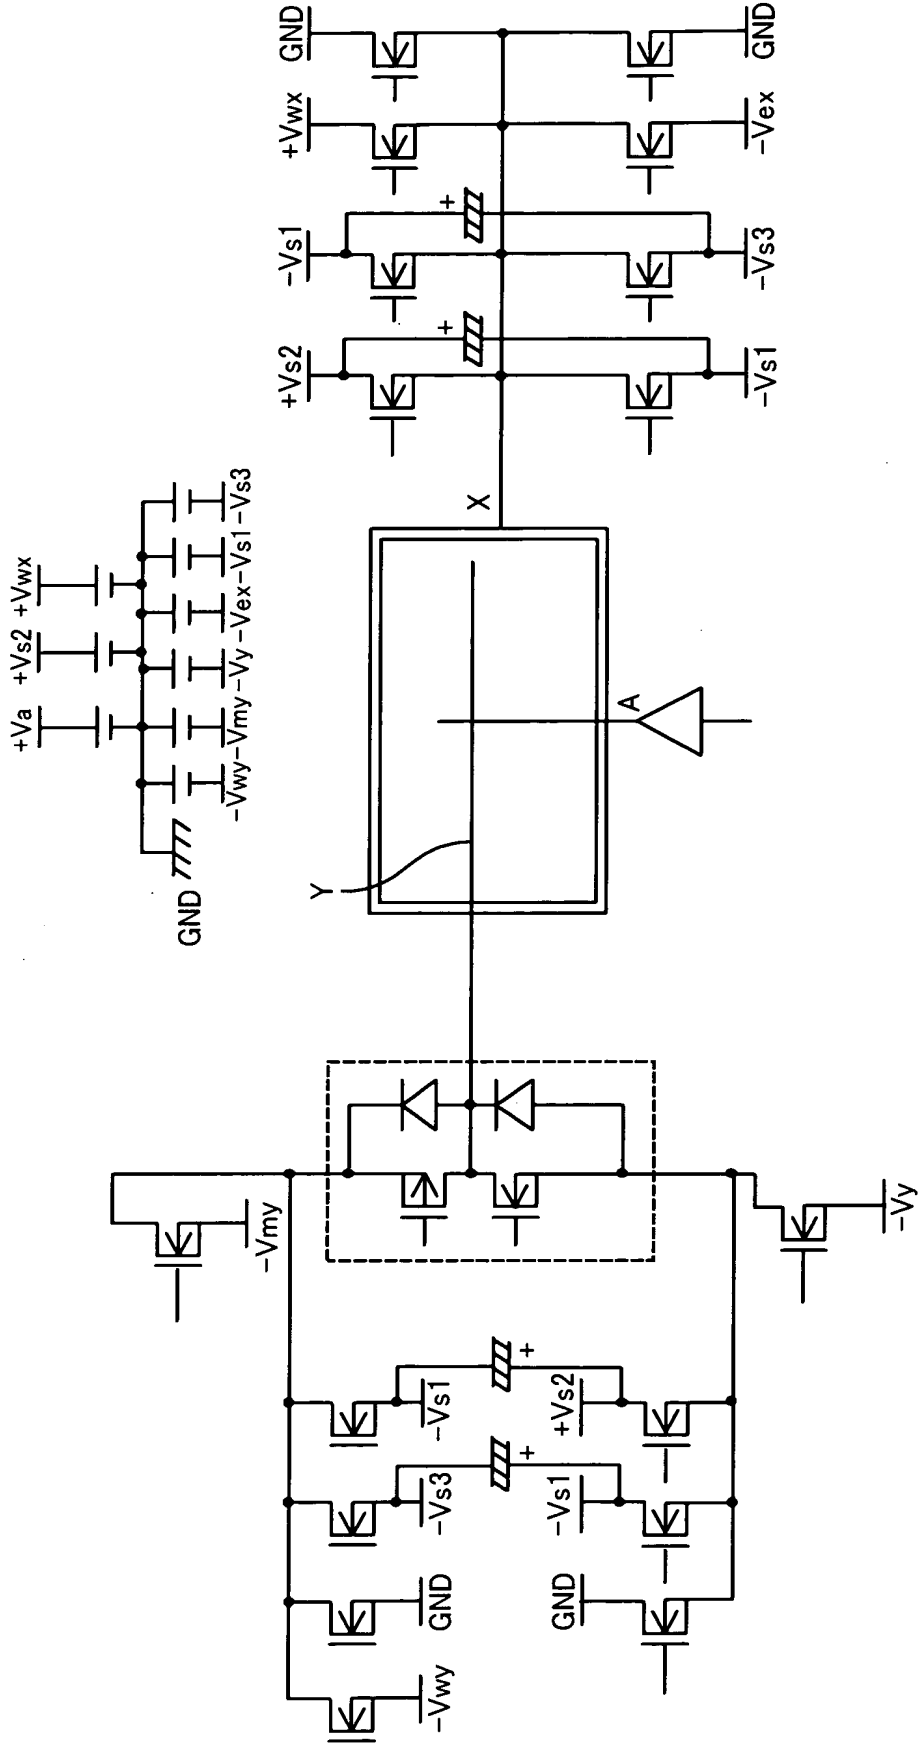 +Va
+Vs2
+Vwx
GND
-Vwy
-Vmy
-Vy
-Vex
-Vs1
-Vs3
+Vs2
-Vs1
+Vwx
GND
+
+
-Vs1
-Vs3
-Vex
GND
X
Y
A
-Vmy
-Vy
-Vwy
GND
-Vs3
-Vs1
+
+
GND
-Vs1
+Vs2